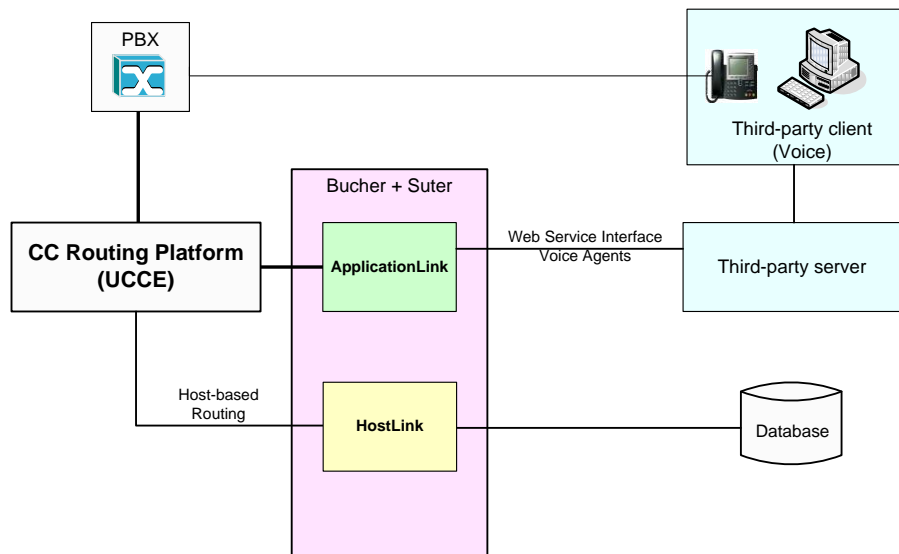 PBX
Third-party client
(Voice)
Bucher + Suter
CC Routing Platform
(UCCE)
ApplicationLink
Web Service Interface
Voice Agents
Third-party server
Host-based
Routing
HostLink
Database